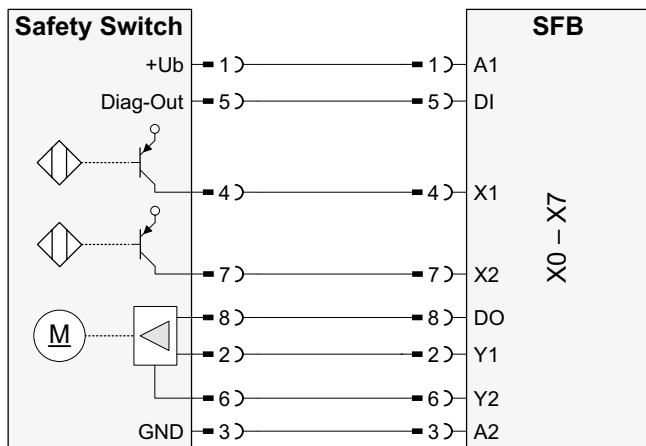 Safety Switch SFB
+Ub 1 1 A1
Diag-Out 5 5 DI
4 4 X1
X0 – X7
7 7 X2
8 8 DO
M
2 2 Y1
6 6 Y2
GND 3 3 A2